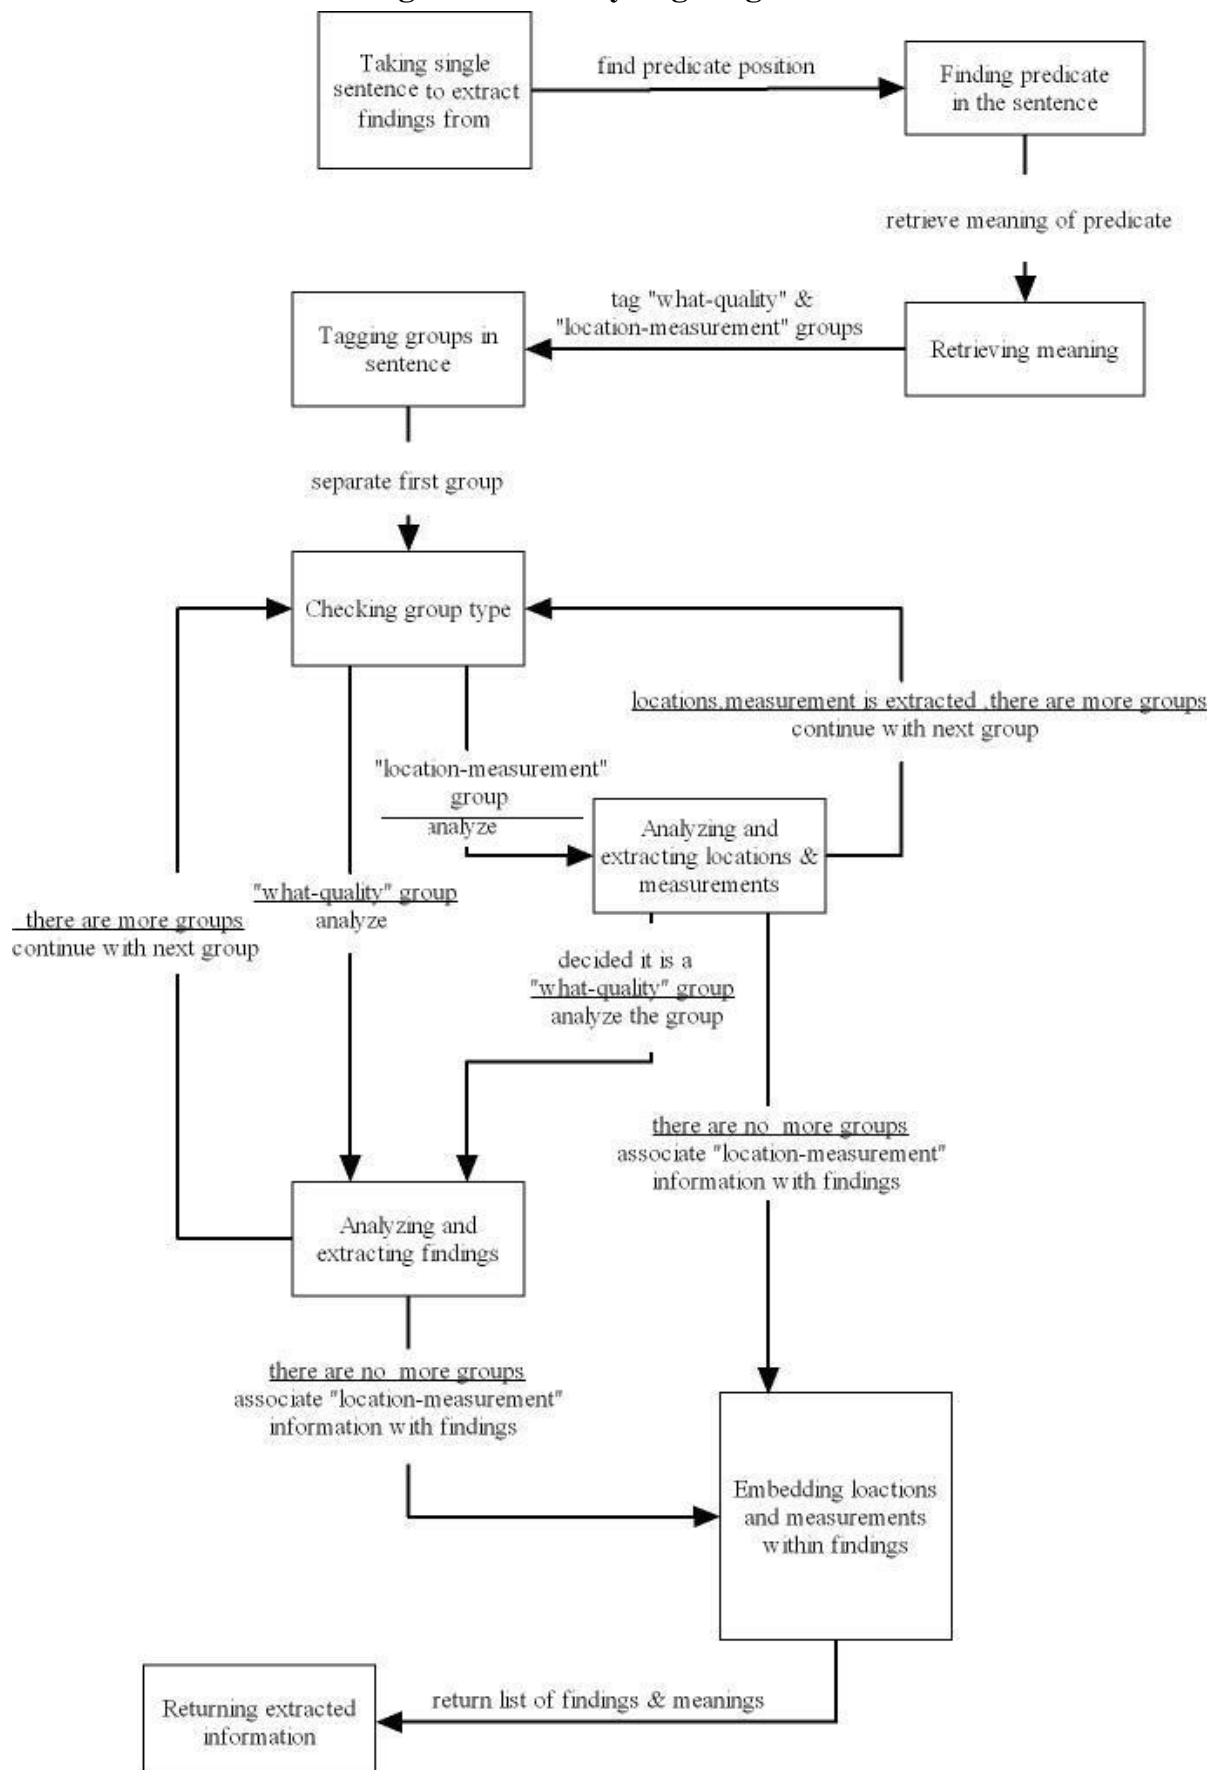 Taking single
sentence to extract
findings from
find predicate position
Finding predicate
in the sentence
retrieve meaning of predicate
tag "what-quality" &
"location-measurement" groups
Tagging groups in
sentence
Retrieving meaning
separate first group
Checking group type
locations.measurement is extracted .there are more groups
continue with next group
"location-measurement"
group
analyze
Analyzing and
extracting locations &
measurements
"what-quality" group
analyze
there are more groups
continue with next group
decided it is a
"what-quality" group
analyze the group
there are no more groups
associate "location-measurement"
information with findings
Analyzing and
extracting findings
there are no more groups
associate "location-measurement"
information with findings
Embedding loactions
and measurements
within findings
return list of findings & meanings
Returning extracted
information